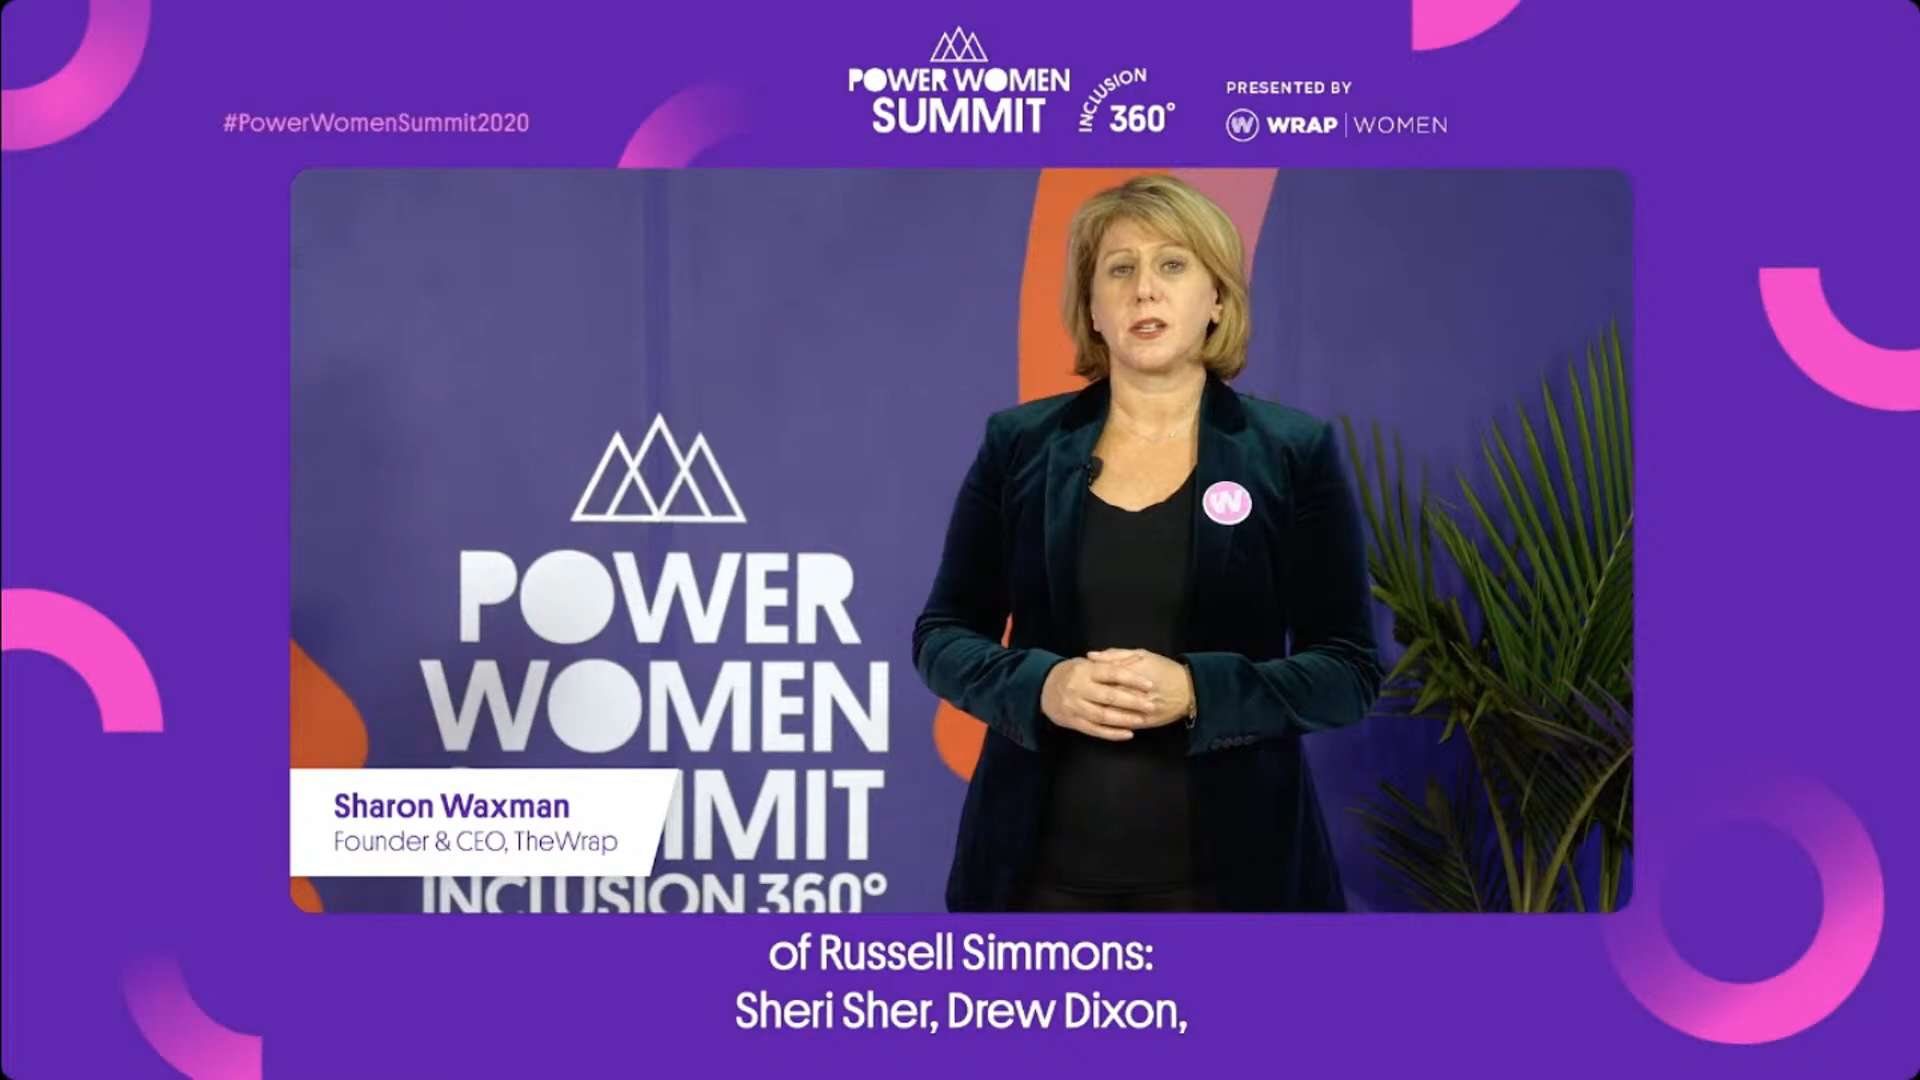 #PowerWomenSummit2020
POWER WOMEN
SUMMIT
INCLUSION
360°
PRESENTED BY
W WRAP | WOMEN
W
POWER
WOMEN
MIT
INCLUSION 360°
Sharon Waxman
Founder & CEO, TheWrap
of Russell Simmons:
Sheri Sher, Drew Dixon,